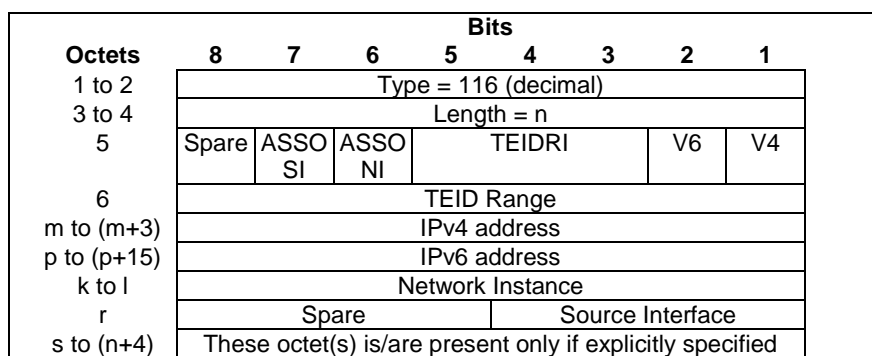 Bits
Octets 8 7 6 5 4 3 2 1
1 to 2 Type = 116 (decimal)
3 to 4 Length = n
5 Spare ASSO ASSO TEIDRI V6 V4
SI NI
6 TEID Range
m to (m+3) IPv4 address
p to (p+15) IPv6 address
k to l Network Instance
r Spare Source Interface
s to (n+4) These octet(s) is/are present only if explicitly specified